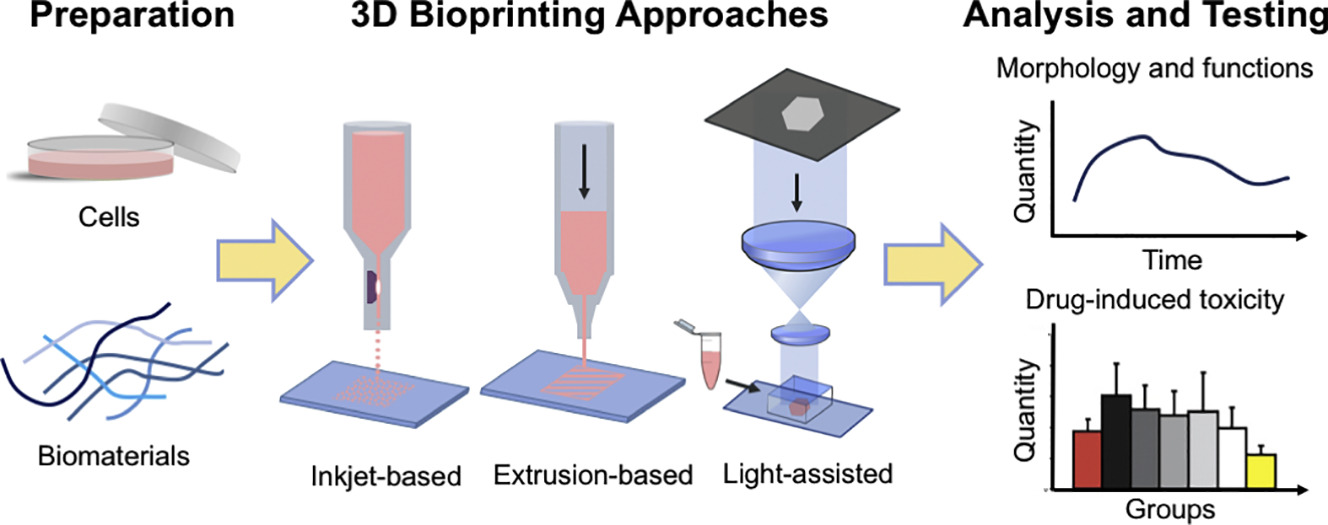 Preparation
3D Bioprinting Approaches
Analysis and Testing
Cells
Biomaterials
Inkjet-based
Extrusion-based
Light-assisted
Morphology and functions
Quantity
Time
Drug-induced toxicity
Quantity
Groups